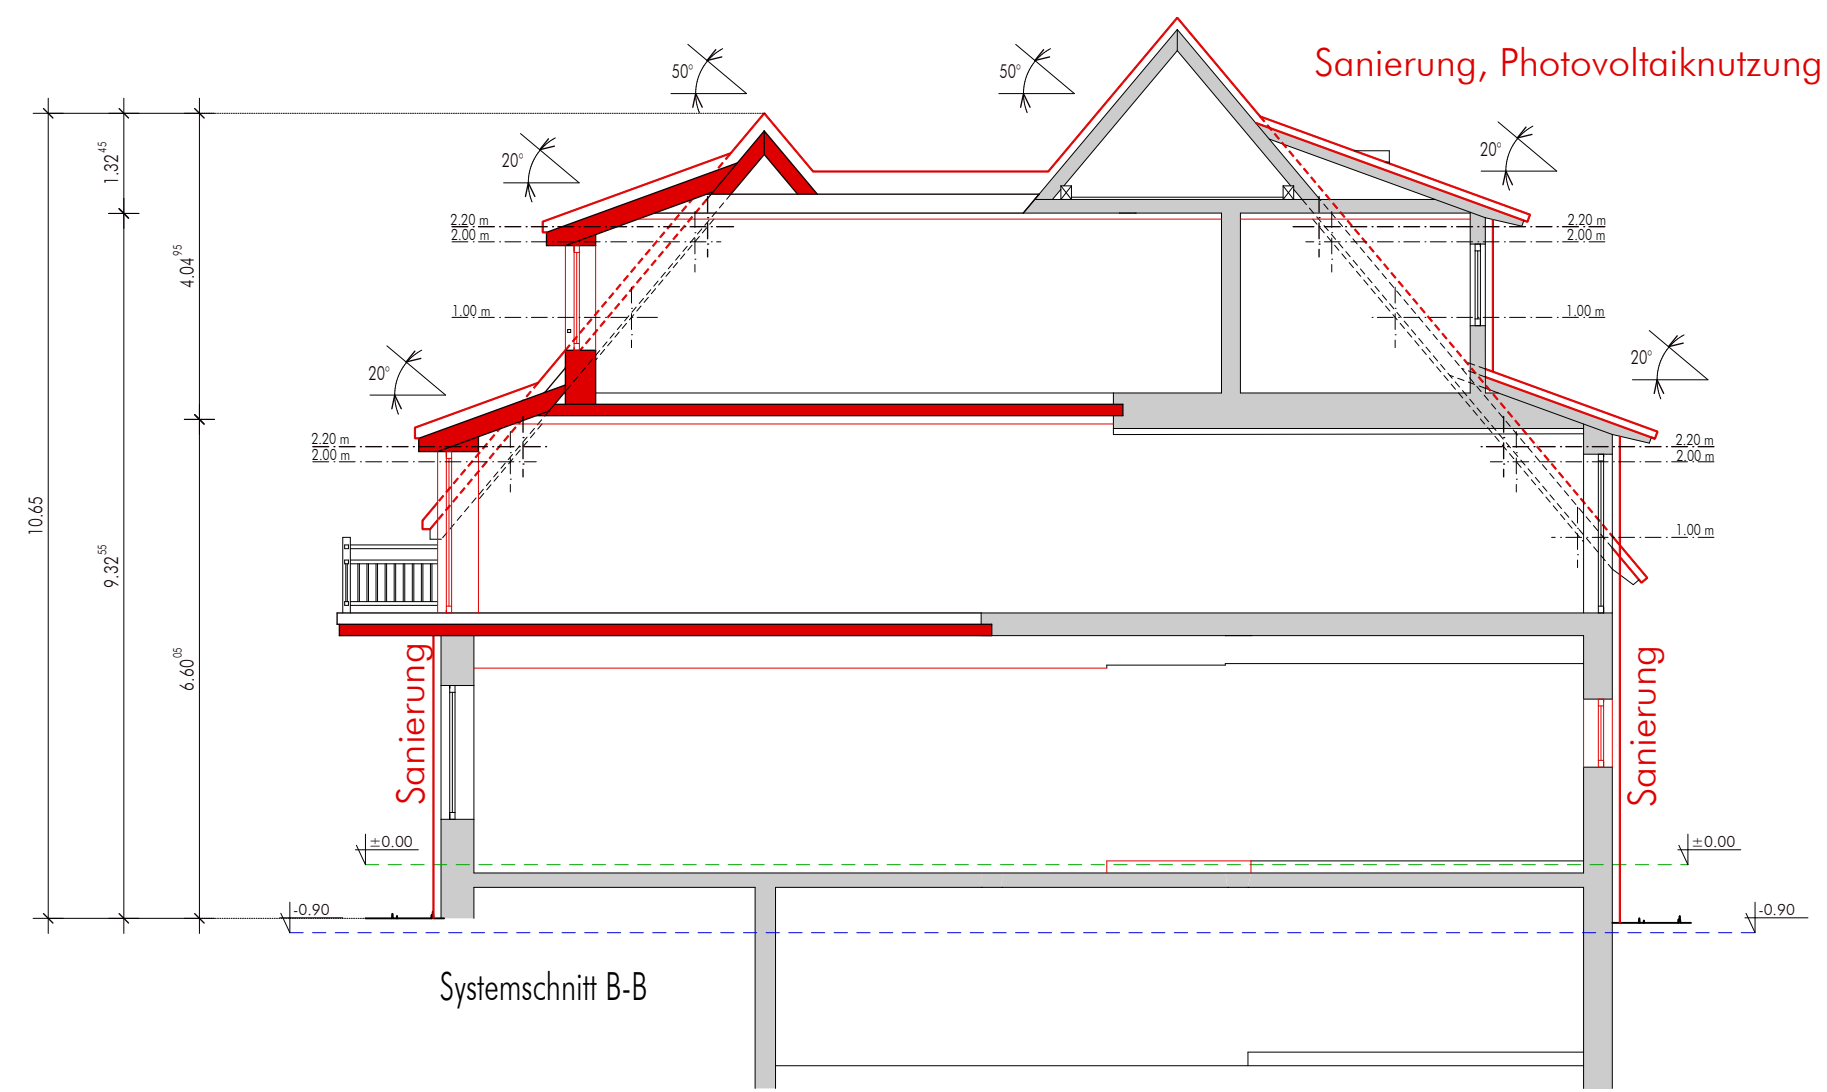 Sanierung, Photovoltaiknutzung
50°
50°
20°
20°
1.32⁴⁵
2.20 m
2.00 m
2.20 m
2.00 m
4.04⁹⁵
1.00 m
1.00 m
20°
20°
2.20 m
2.00 m
2.20 m
2.00 m
10.65
9.32⁵⁵
1.00 m
6.60⁰⁵
Sanierung
Sanierung
±0.00
±0.00
-0.90
-0.90
Systemschnitt B-B